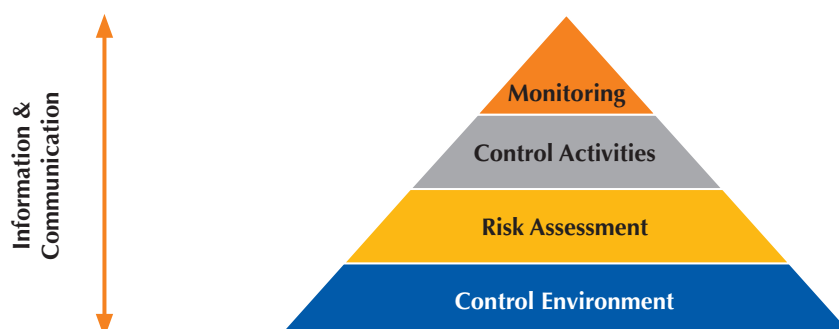 Information &
Communication
Monitoring
Control Activities
Risk Assessment
Control Environment